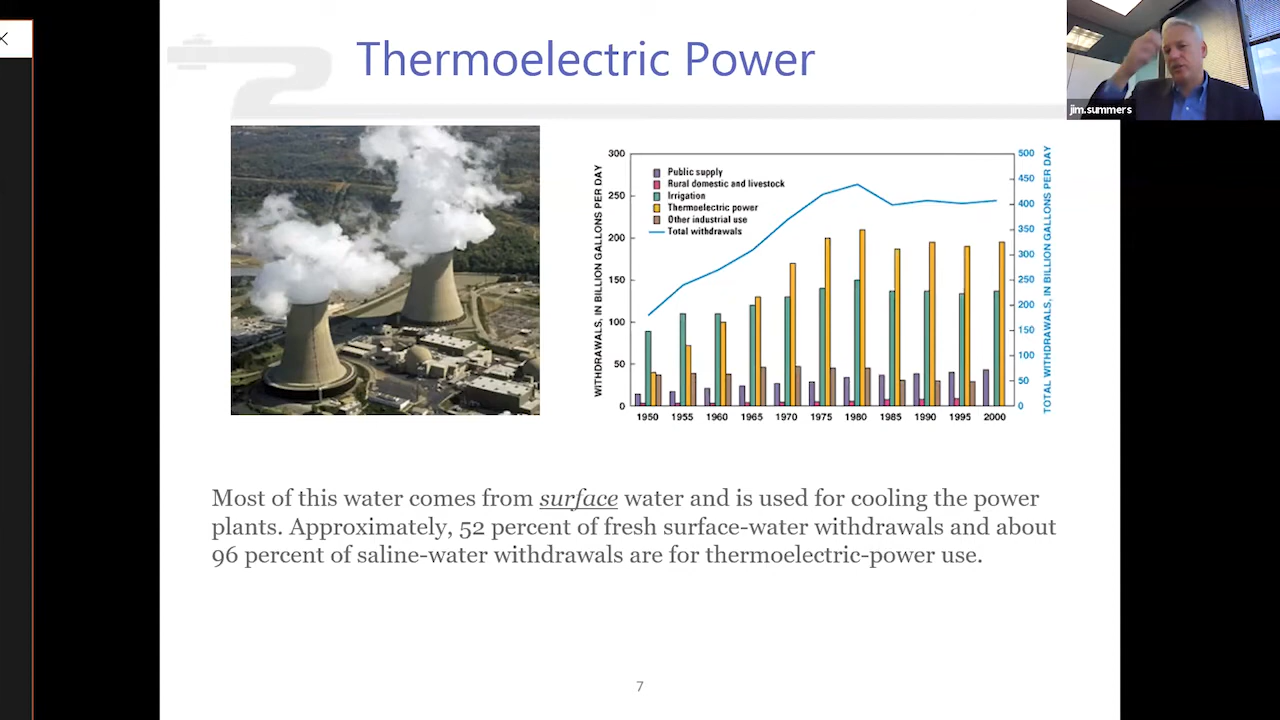 Thermoelectric Power
jim.summers
WITHDRAWALS, IN BILLION GALLONS PER DAY
300
250
200
150
100
50
0
Public supply
Rural domestic and livestock
Irrigation
Thermoelectric power
Other industrial use
Total withdrawals
1950 1955 1960 1965 1970 1975 1980 1985 1990 1995 2000
500
450
400
350
300
250
200
150
100
50
0
TOTAL WITHDRAWALS, IN BILLION GALLONS PER DAY
Most of this water comes from surface water and is used for cooling the power
plants. Approximately, 52 percent of fresh surface-water withdrawals and about
96 percent of saline-water withdrawals are for thermoelectric-power use.
7